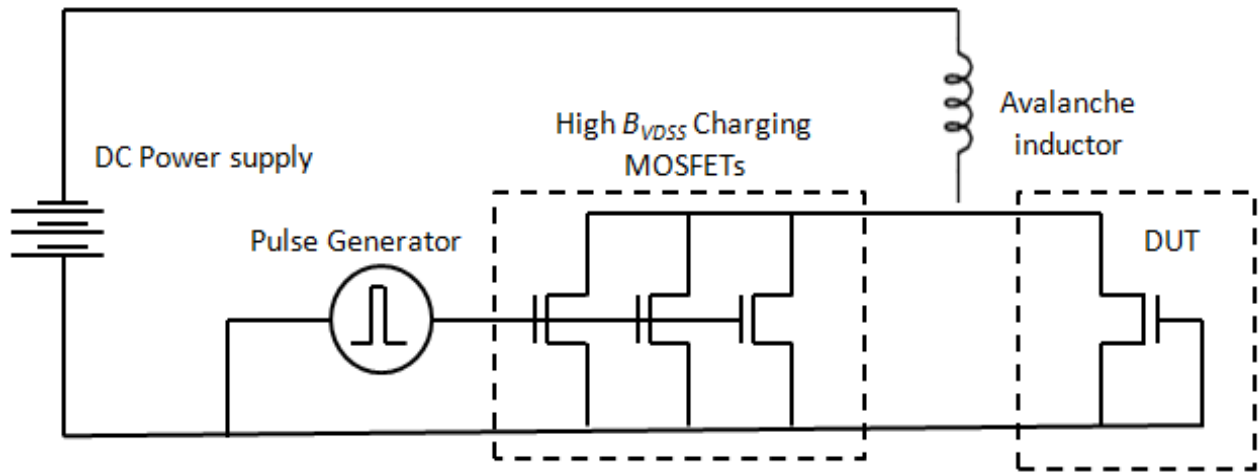 High B_VDSS Charging
MOSFETs
Avalanche
inductor
DC Power supply
Pulse Generator
DUT